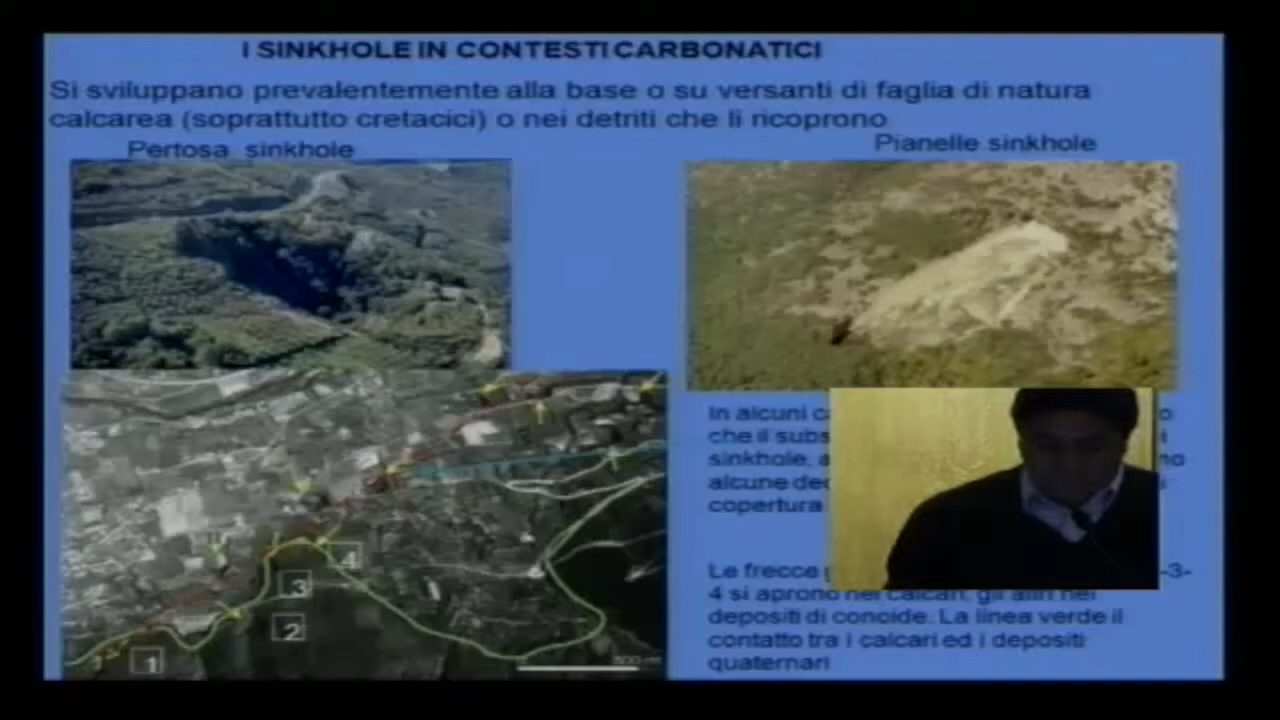 I SINKHOLE IN CONTESTI CARBONATICI
Si sviluppano prevalentemente alla base o su versanti di faglia di natura
calcarea (soprattutto cretacici) o nei detriti che li ricoprono
Pertosa sinkhole
Pianelle sinkhole
In alcuni
che il
sinkhole,
alcune
copertura
Le frecce -3-
4 si aprono nei calcari, gli altri nei
depositi di conoide. La linea verde il
contatto tra i calcari ed i depositi
quaternari
4
3
2
1